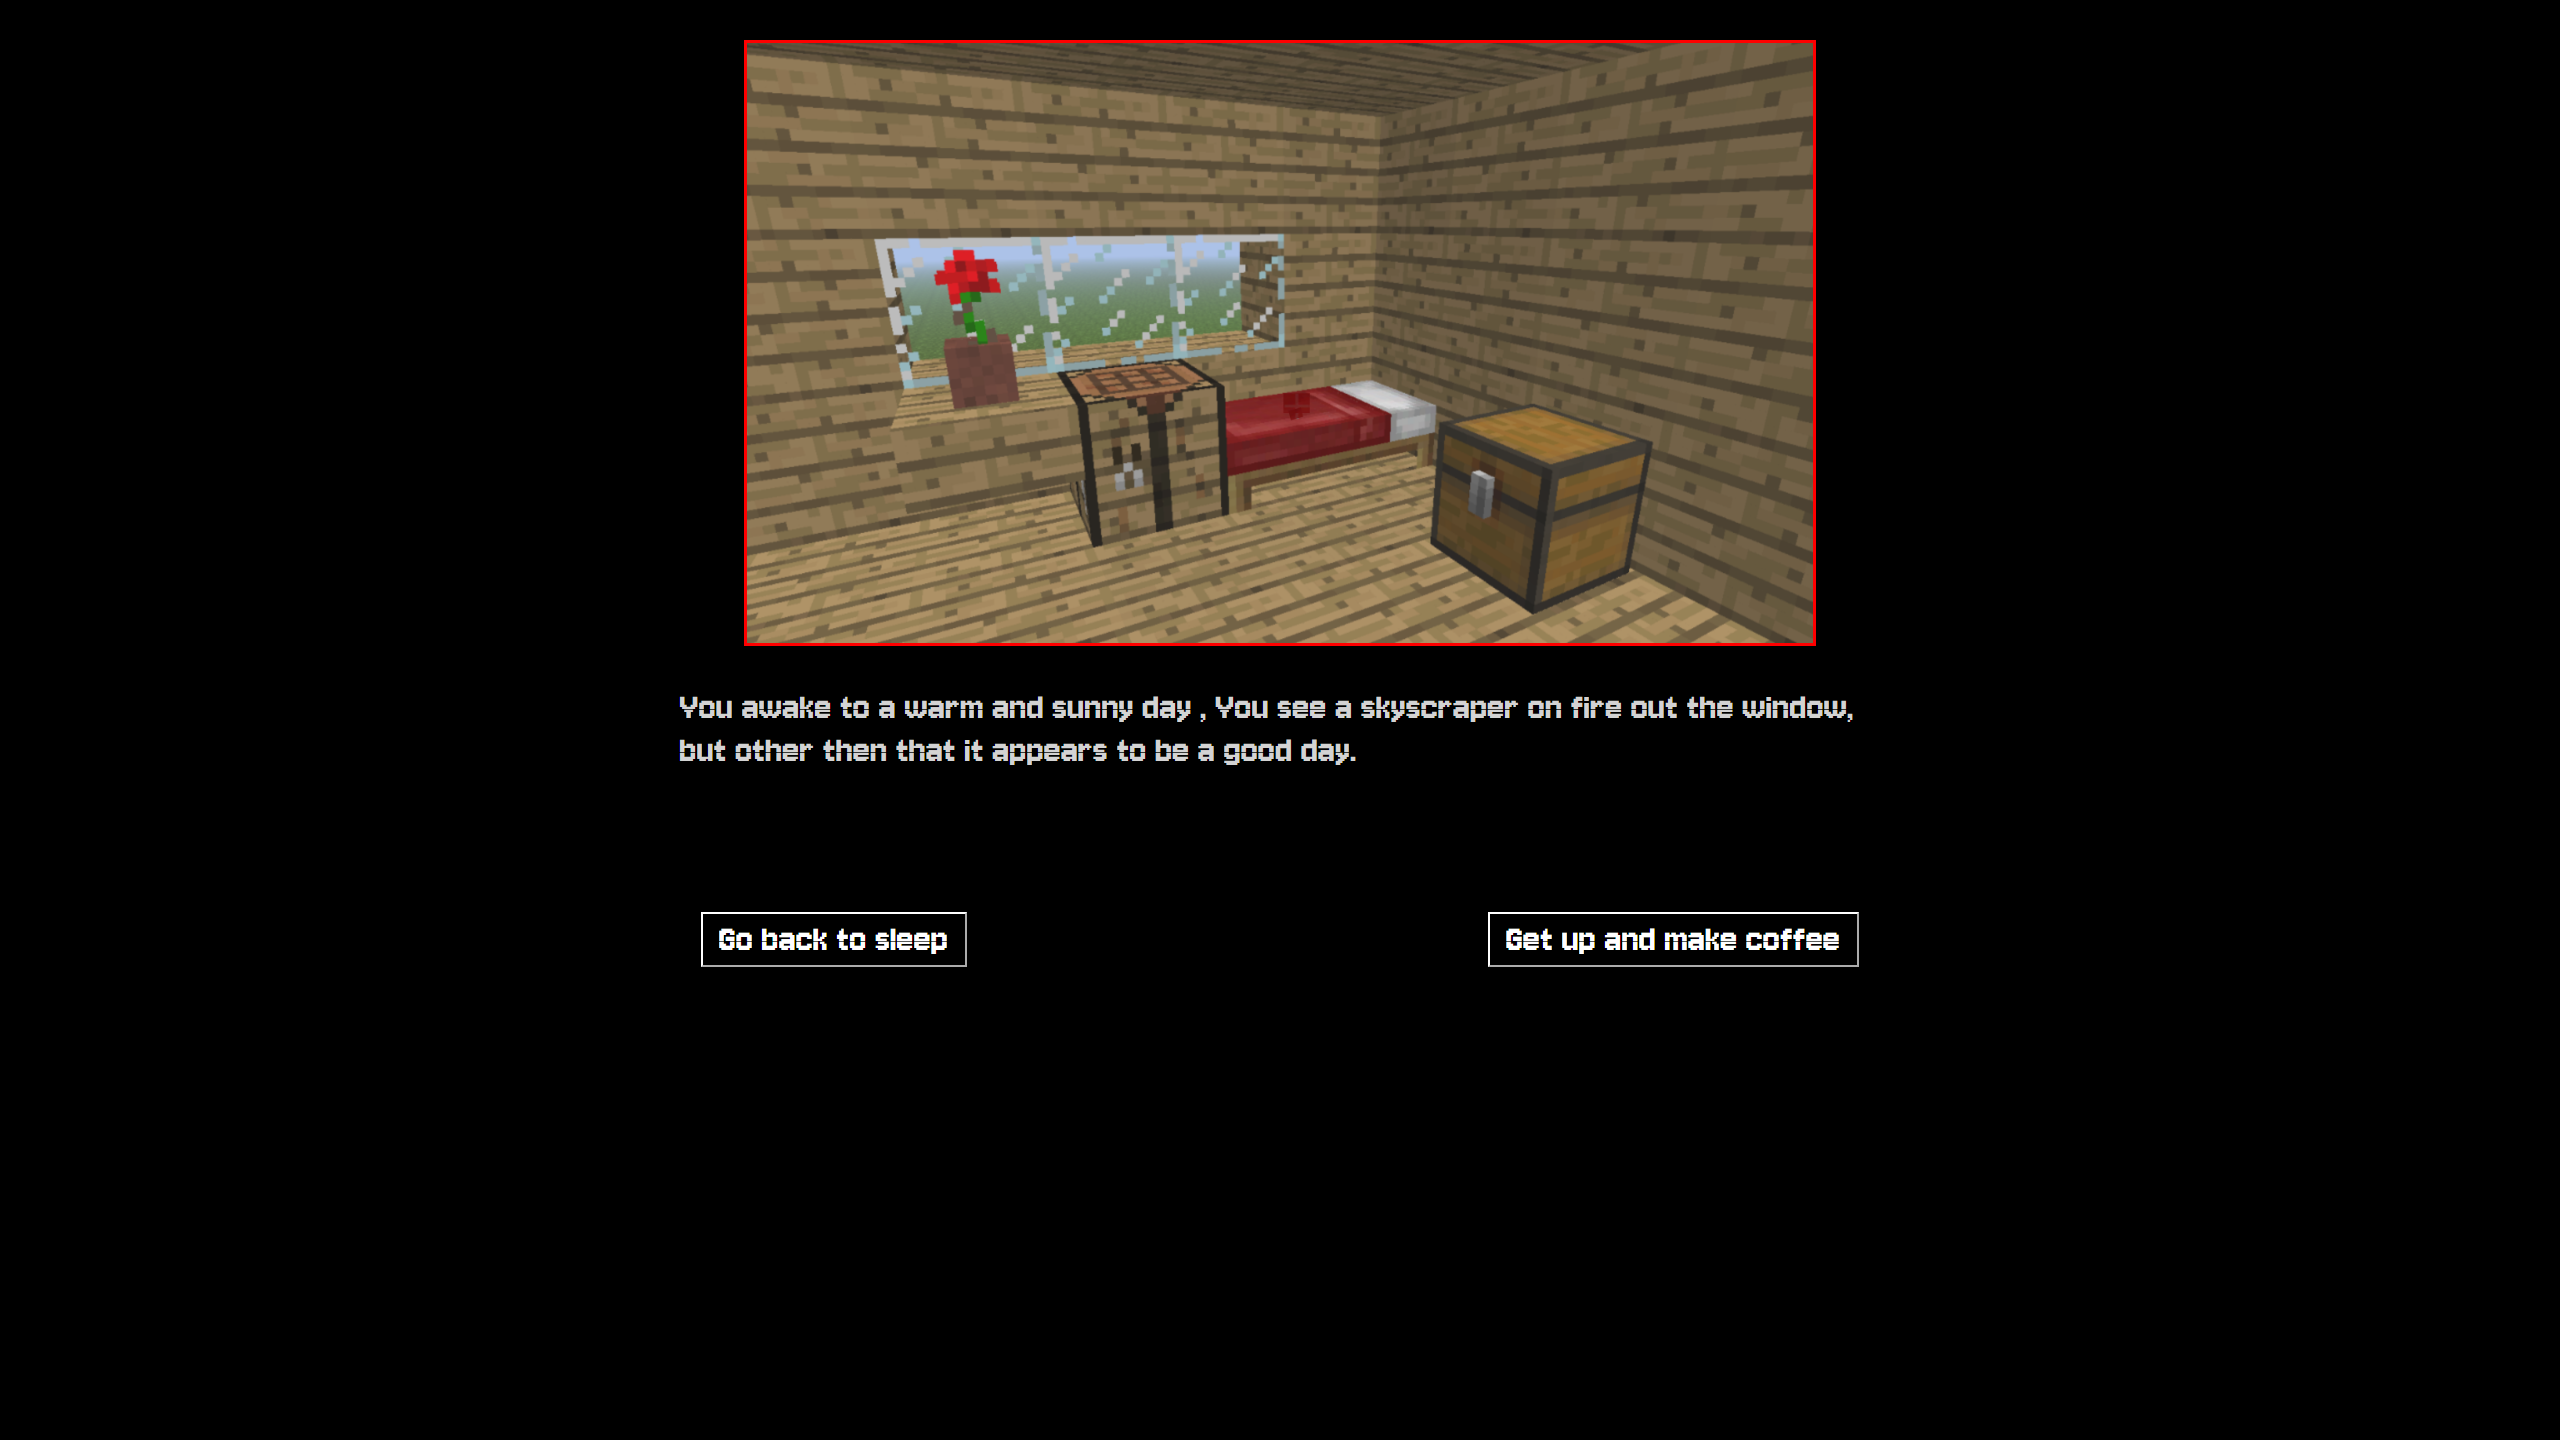 You awake to a warm and sunny day , You see a skyscraper on fire out the window,
but other then that it appears to be a good day.
Go back to sleep
Get up and make coffee